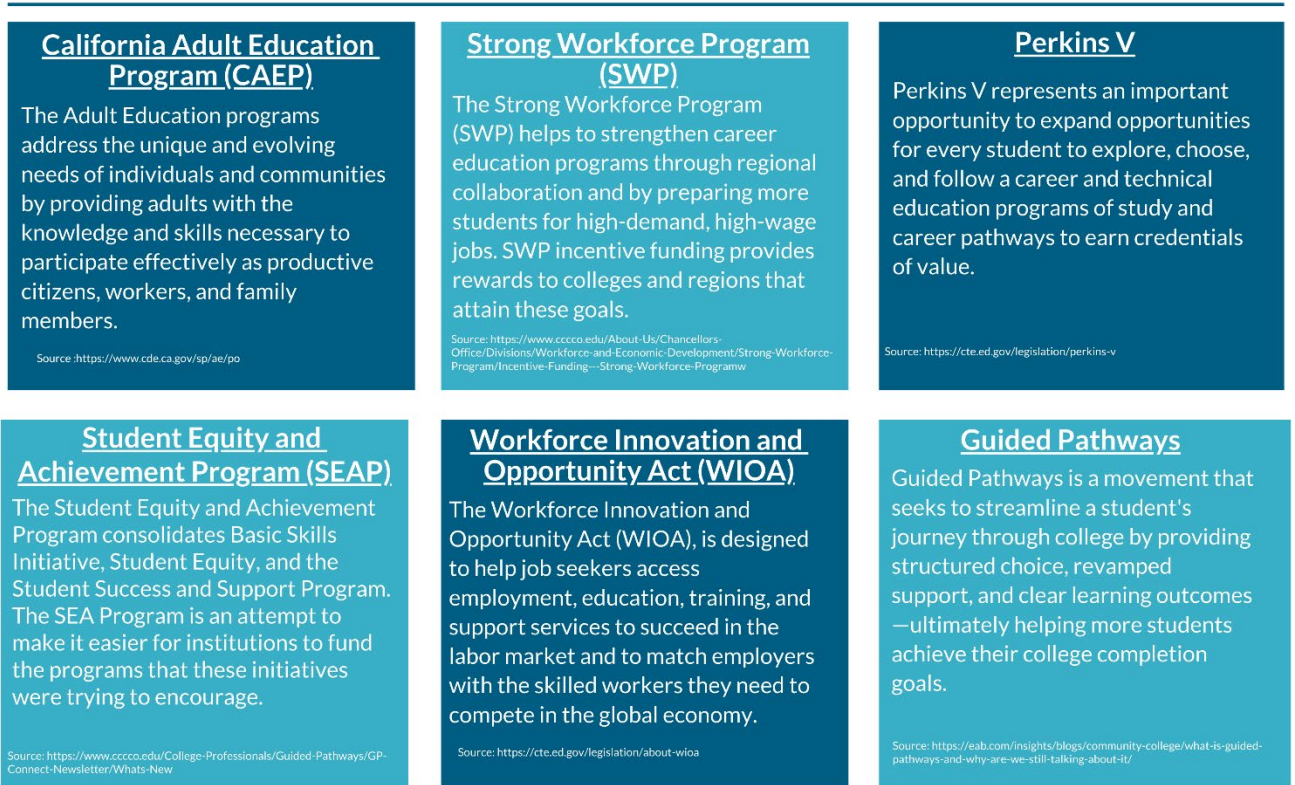 California Adult Education
Program (CAEP)
The Adult Education programs
address the unique and evolving
needs of individuals and communities
by providing adults with the
knowledge and skills necessary to
participate effectively as productive
citizens, workers, and family
members.
Source :https://www.cde.ca.gov/sp/ae/po
Strong Workforce Program
(SWP)
The Strong Workforce Program
(SWP) helps to strengthen career
education programs through regional
collaboration and by preparing more
students for high-demand, high-wage
jobs. SWP incentive funding provides
rewards to colleges and regions that
attain these goals.
Source: https://www.cccco.edu/About-Us/Chancellors-
Office/Divisions/Workforce-and-Economic-Development/Strong-Workforce-
Program/Incentive-Funding---Strong-Workforce-Programw
Perkins V
Perkins V represents an important
opportunity to expand opportunities
for every student to explore, choose,
and follow a career and technical
education programs of study and
career pathways to earn credentials
of value.
Source: https://cte.ed.gov/legislation/perkins-v
Student Equity and
Achievement Program (SEAP)
The Student Equity and Achievement
Program consolidates Basic Skills
Initiative, Student Equity, and the
Student Success and Support Program.
The SEA Program is an attempt to
make it easier for institutions to fund
the programs that these initiatives
were trying to encourage.
Source: https://www.cccco.edu/College-Professionals/Guided-Pathways/GP-
Connect-Newsletter/Whats-New
Workforce Innovation and
Opportunity Act (WIOA)
The Workforce Innovation and
Opportunity Act (WIOA), is designed
to help job seekers access
employment, education, training, and
support services to succeed in the
labor market and to match employers
with the skilled workers they need to
compete in the global economy.
Source: https://cte.ed.gov/legislation/about-wioa
Guided Pathways
Guided Pathways is a movement that
seeks to streamline a student's
journey through college by providing
structured choice, revamped
support, and clear learning outcomes
—ultimately helping more students
achieve their college completion
goals.
Source: https://eab.com/insights/blogs/community-college/what-is-guided-
pathways-and-why-are-we-still-talking-about-it/